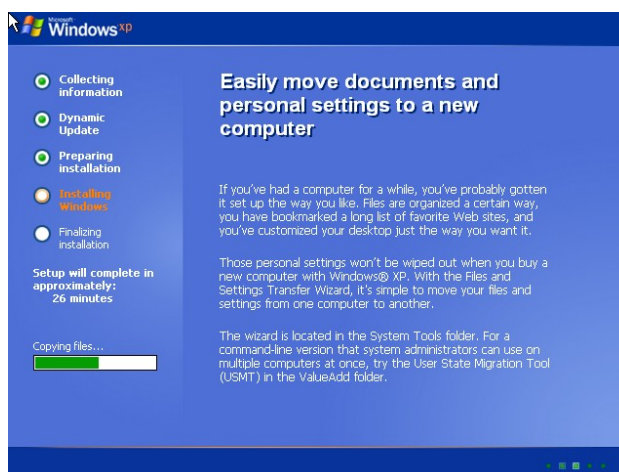 Microsoft
Windows xp
Collecting
information
Dynamic
Update
Preparing
installation
Installing
Windows
Finalizing
installation
Setup will complete in
approximately:
26 minutes
Copying files...
Easily move documents and
personal settings to a new
computer
If you've had a computer for a while, you've probably gotten
it set up the way you like. Files are organized a certain way,
you have bookmarked a long list of favorite Web sites, and
you've customized your desktop just the way you want it.
Those personal settings won't be wiped out when you buy a
new computer with Windows® XP. With the Files and
Settings Transfer Wizard, it's simple to move your files and
settings from one computer to another.
The wizard is located in the System Tools folder. For a
command-line version that system administrators can use on
multiple computers at once, try the User State Migration Tool
(USMT) in the ValueAdd folder.